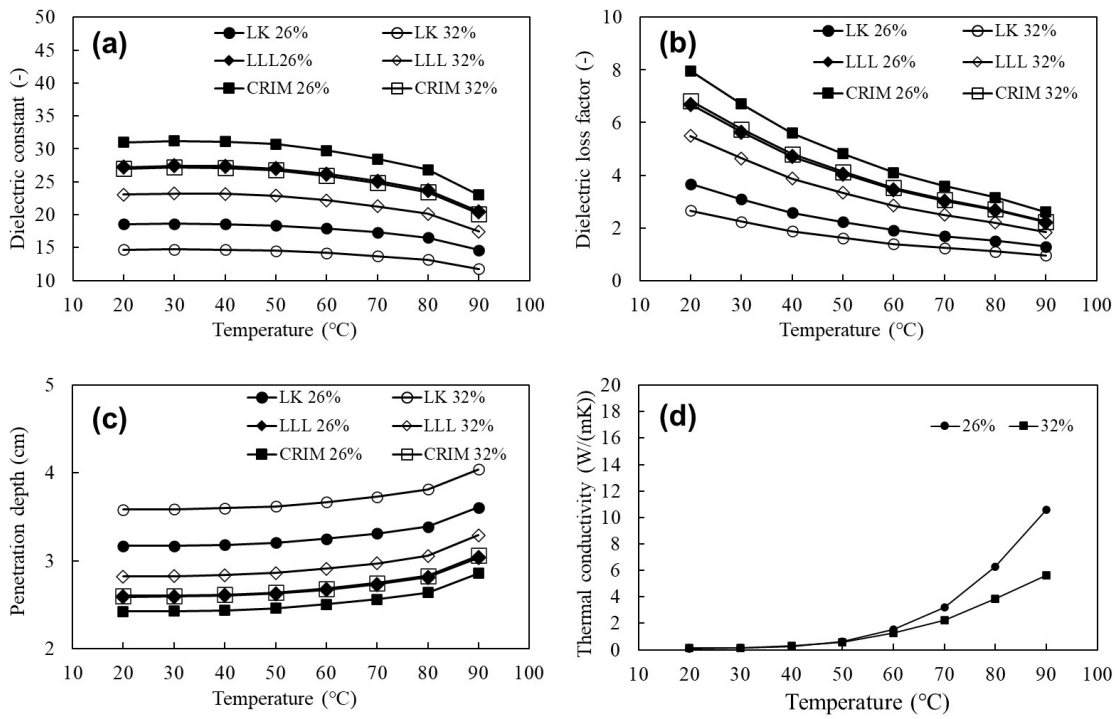 (a)
LK 26%
LK 32%
LLL26%
LLL 32%
CRIM 26%
CRIM 32%
Dielectric constant (-)
50
45
40
35
30
25
20
15
10
10 20 30 40 50 60 70 80 90 100
Temperature (℃)
(b)
LK 26%
LK 32%
LLL 26%
LLL 32%
CRIM 26%
CRIM 32%
Dielectric loss factor (-)
10
8
6
4
2
0
10 20 30 40 50 60 70 80 90 100
Temperature (℃)
(c)
LK 26%
LK 32%
LLL 26%
LLL 32%
CRIM 26%
CRIM 32%
Penetration depth (cm)
5
4
3
2
10 20 30 40 50 60 70 80 90 100
Temperature (℃)
(d)
26%
32%
Thermal conductivity (W/(mK))
20
18
16
14
12
10
8
6
4
2
0
10 20 30 40 50 60 70 80 90 100
Temperature (℃)